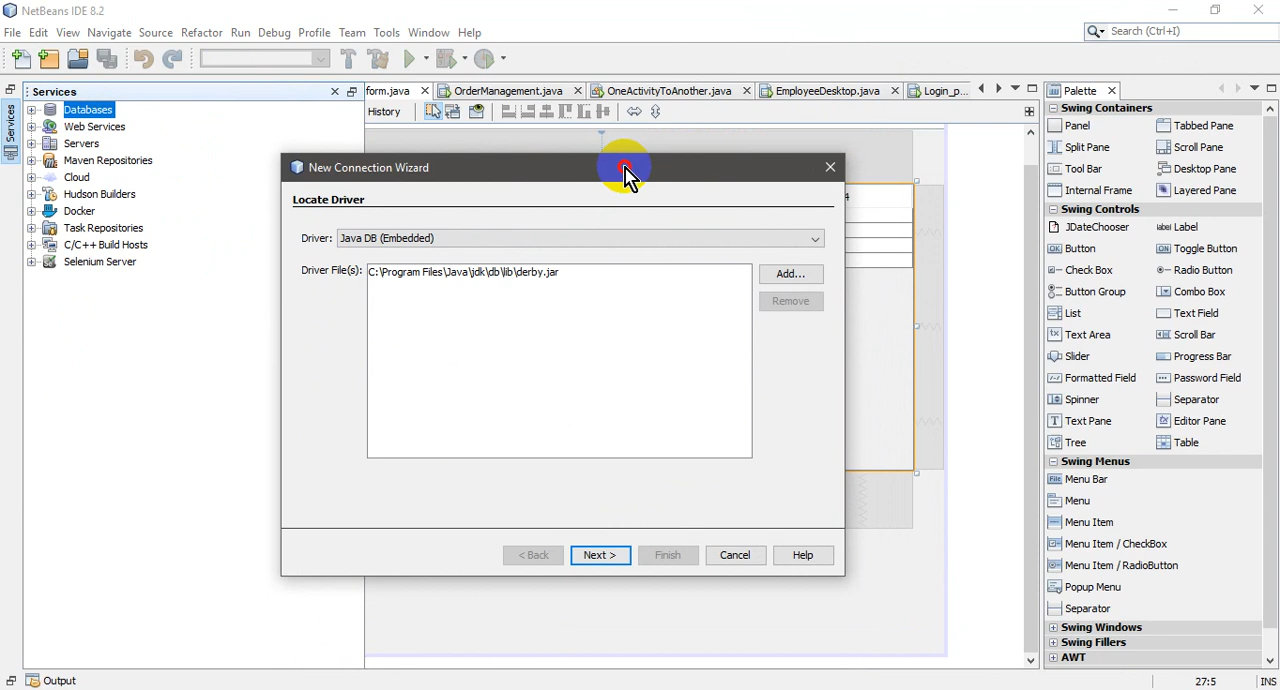 NetBeans IDE 8.2
File Edit View Navigate Source Refactor Run Debug Profile Team Tools Window Help
Search (Ctrl+I)
Services
form.java
OrderManagement.java
OneActivityToAnother.java
EmployeeDesktop.java
Login_p...
Palette
History
Services
Databases
Web Services
Servers
Maven Repositories
Cloud
Hudson Builders
Docker
Task Repositories
C/C++ Build Hosts
Selenium Server
New Connection Wizard
Locate Driver
Driver: Java DB (Embedded)
Driver File(s): C:\Program Files\Java\jdk\db\lib\derby.jar
Add...
Remove
< Back
Next >
Finish
Cancel
Help
4
Swing Containers
Panel Tabbed Pane
Split Pane Scroll Pane
Tool Bar Desktop Pane
Internal Frame Layered Pane
Swing Controls
JDateChooser label Label
Button Toggle Button
Check Box Radio Button
Button Group Combo Box
List Text Field
Text Area Scroll Bar
Slider Progress Bar
Formatted Field Password Field
Spinner Separator
Text Pane Editor Pane
Tree Table
Swing Menus
Menu Bar
Menu
Menu Item
Menu Item / CheckBox
Menu Item / RadioButton
Popup Menu
Separator
Swing Windows
Swing Fillers
AWT
Output
27:5
INS